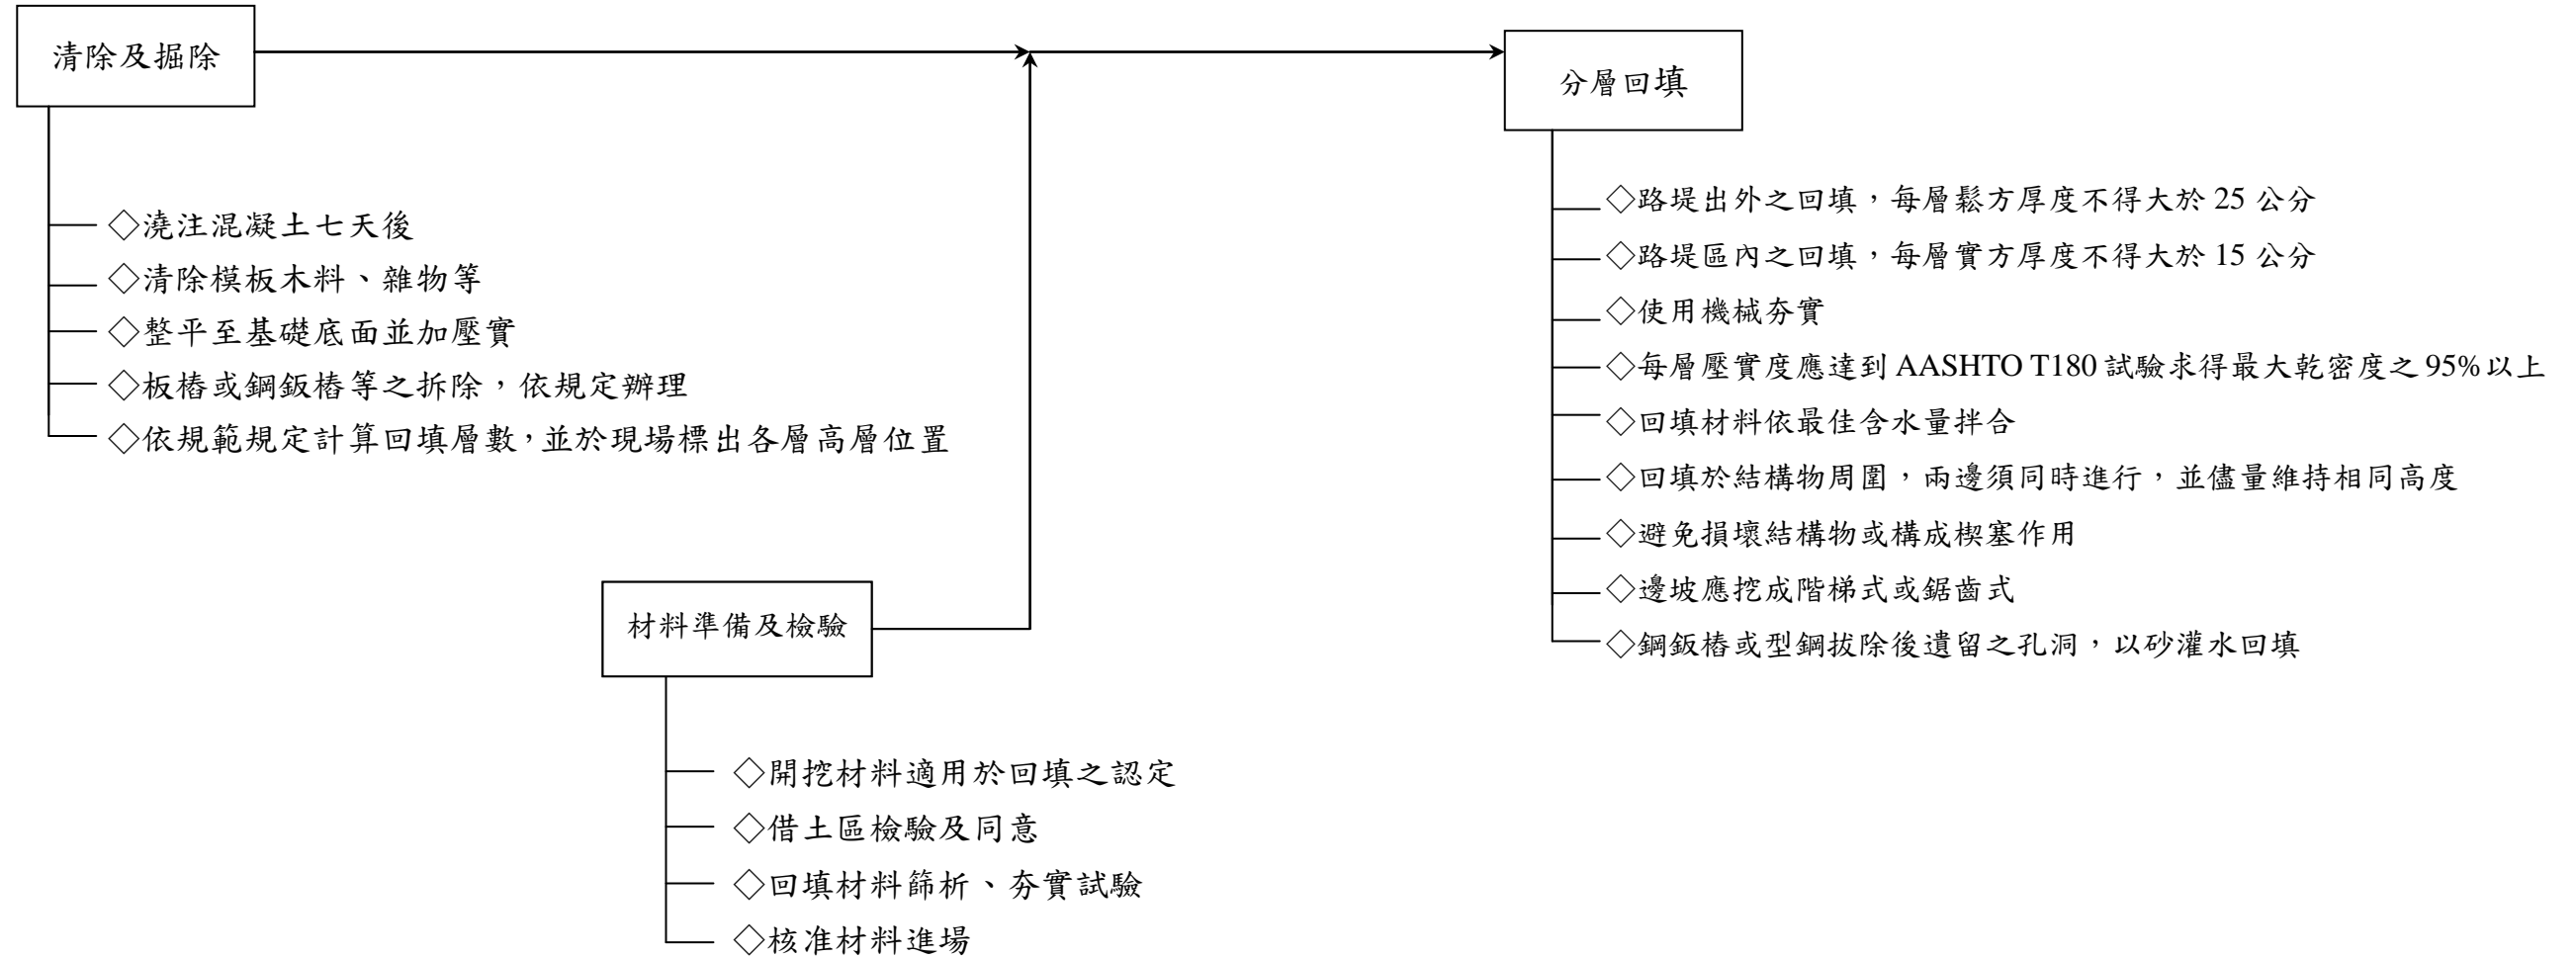 清除及掘除
◇澆注混凝土七天後
◇清除模板木料、雜物等
◇整平至基礎底面並加壓實
◇板樁或鋼鈑樁等之拆除，依規定辦理
◇依規範規定計算回填層數，並於現場標出各層高層位置
材料準備及檢驗
◇開挖材料適用於回填之認定
◇借土區檢驗及同意
◇回填材料篩析、夯實試驗
◇核准材料進場
分層回填
◇路堤出外之回填，每層鬆方厚度不得大於 25 公分
◇路堤區內之回填，每層實方厚度不得大於 15 公分
◇使用機械夯實
◇每層壓實度應達到 AASHTO T180 試驗求得最大乾密度之 95%以上
◇回填材料依最佳含水量拌合
◇回填於結構物周圍，兩邊須同時進行，並儘量維持相同高度
◇避免損壞結構物或構成楔塞作用
◇邊坡應挖成階梯式或鋸齒式
◇鋼鈑樁或型鋼拔除後遺留之孔洞，以砂灌水回填